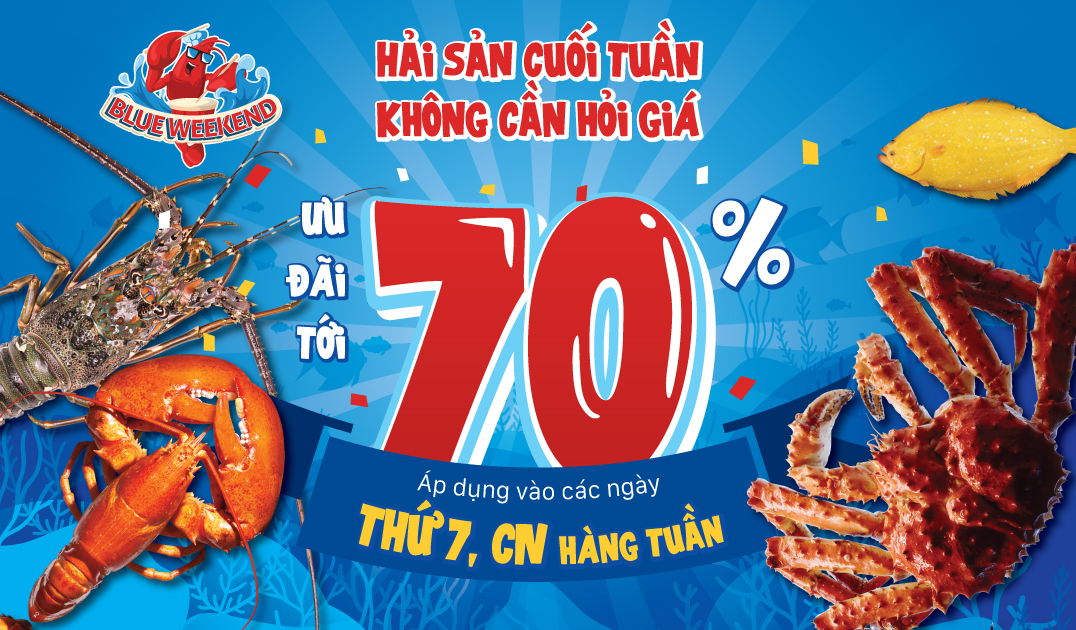 BLUE WEEKEND
HẢI SẢN CUỐI TUẦN
KHÔNG CẦN HỎI GIÁ
ƯU
ĐÃI
TỚI
70%
Áp dụng vào các ngày
THỨ 7, CN HÀNG TUẦN